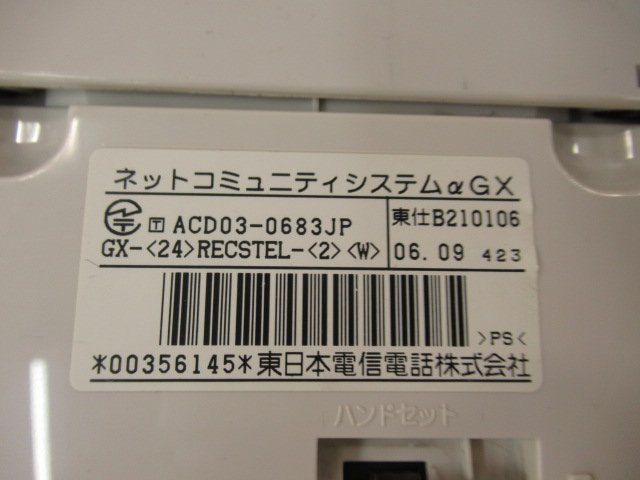 ネットコミュニティシステムαGX
T ACD03-0683JP
東仕B210106
GX-<24>RECSTEL-<2><W>
06.09 423
>PS<
*00356145*東日本電信電話株式会社
ハンドセット